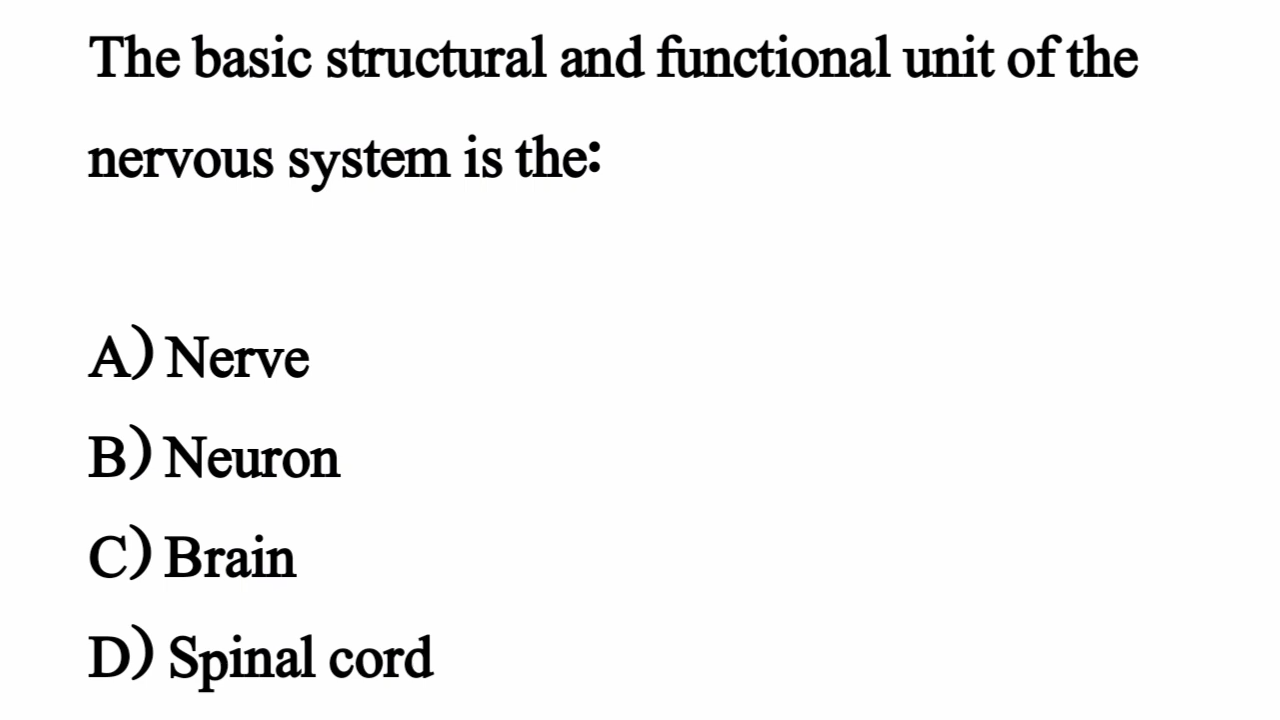 The basic structural and functional unit of the
nervous system is the:
A) Nerve
B) Neuron
C) Brain
D) Spinal cord